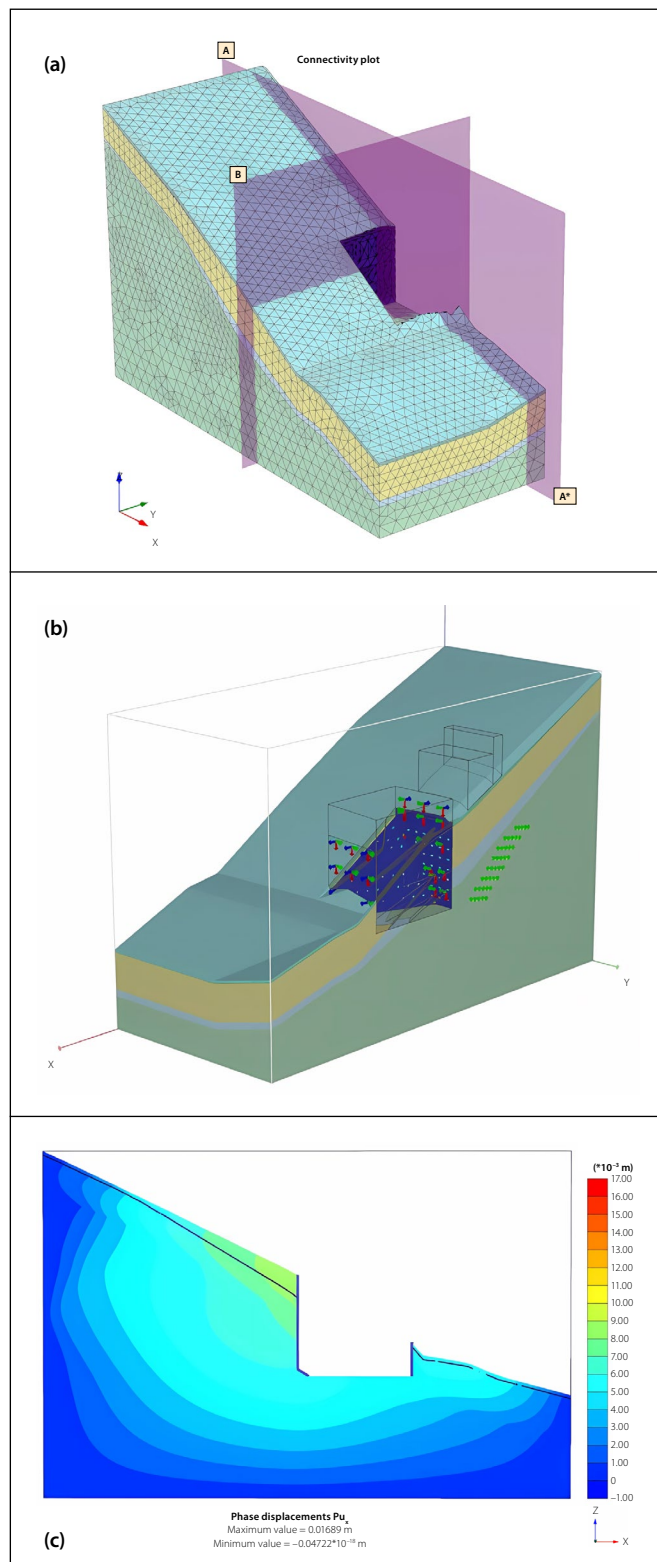 (a)
A
Connectivity plot
B
Y
X
A*
(b)
X
Y
(c)
(*10⁻³ m)
17.00
16.00
15.00
14.00
13.00
12.00
11.00
10.00
9.00
8.00
7.00
6.00
5.00
4.00
3.00
2.00
1.00
0
−1.00
Phase displacements Puₓ
Maximum value = 0.01689 m
Minimum value = −0.04722*10⁻¹⁸ m
Z
X